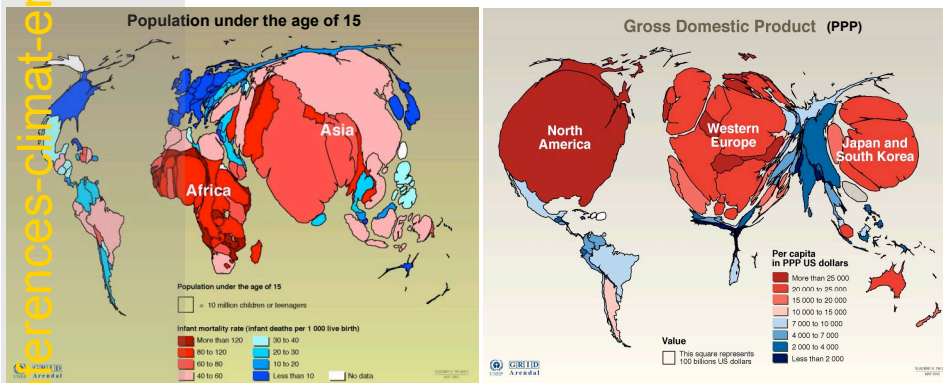 erences-climat-en
Population under the age of 15
Asia
Africa
Population under the age of 15
= 10 million children or teenagers
Infant mortality rate (infant deaths per 1 000 live birth)
More than 120
80 to 120
60 to 80
40 to 60
30 to 40
20 to 30
10 to 20
Less than 10
No data
UNEP
GRID
Arendal
Gross Domestic Product (PPP)
North
America
Western
Europe
Japan and
South Korea
Per capita
in PPP US dollars
More than 25 000
20 000 to 25 000
15 000 to 20 000
10 000 to 15 000
7 000 to 10 000
4 000 to 7 000
2 000 to 4 000
Less than 2 000
Value
This square represents
100 billions US dollars
UNEP
GRID
Arendal